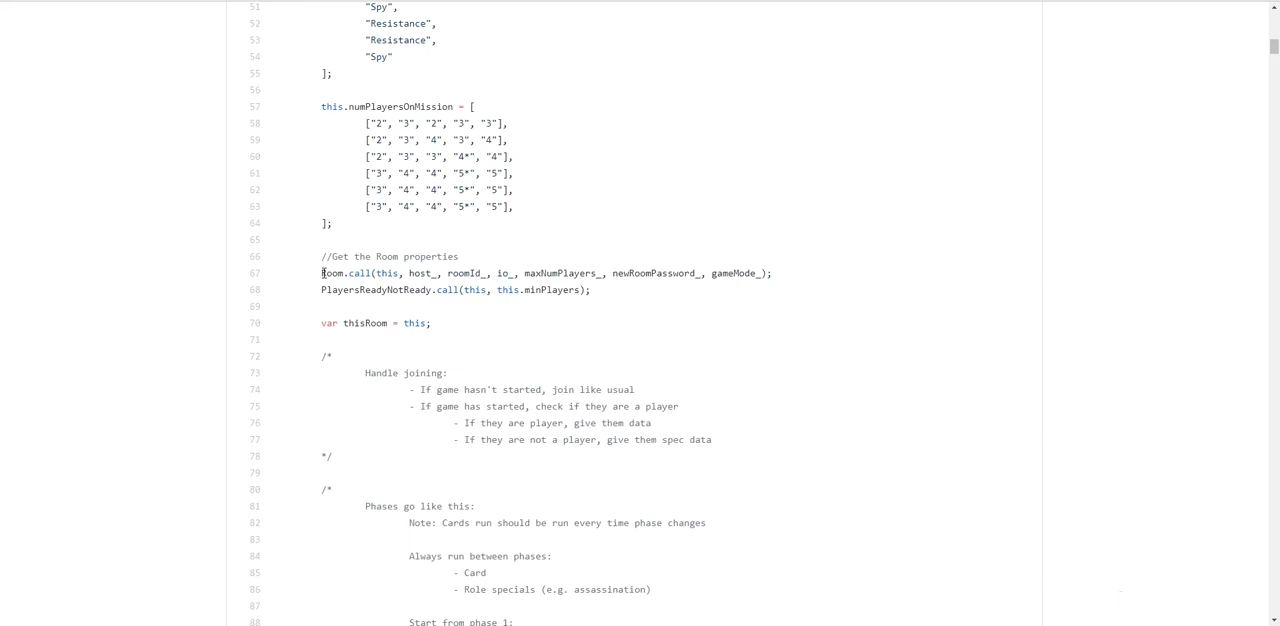 51 "Spy",
52 "Resistance",
53 "Resistance",
54 "Spy"
55 ];
56
57 this.numPlayersOnMission = [
58 ["2", "3", "2", "3", "3"],
59 ["2", "3", "4", "3", "4"],
60 ["2", "3", "3", "4*", "4"],
61 ["3", "4", "4", "5*", "5"],
62 ["3", "4", "4", "5*", "5"],
63 ["3", "4", "4", "5*", "5"],
64 ];
65
66 //Get the Room properties
67 Room.call(this, host_, roomId_, io_, maxNumPlayers_, newRoomPassword_, gameMode_);
68 PlayersReadyNotReady.call(this, this.minPlayers);
69
70 var thisRoom = this;
71
72 /*
73 Handle joining:
74 - If game hasn't started, join like usual
75 - If game has started, check if they are a player
76 - If they are player, give them data
77 - If they are not a player, give them spec data
78 */
79
80 /*
81 Phases go like this:
82 Note: Cards run should be run every time phase changes
83
84 Always run between phases:
85 - Card
86 - Role specials (e.g. assassination)
87
88 Start from phase 1: